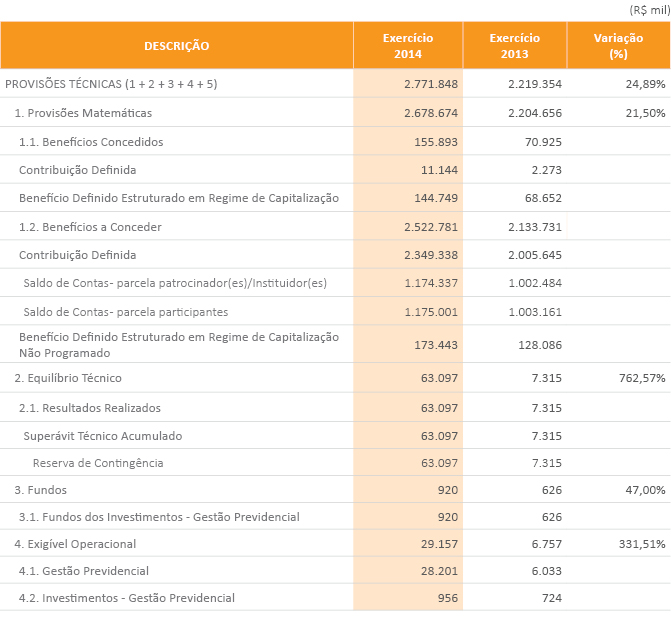 (R$ mil)
DESCRIÇÃO Exercício 2014 Exercício 2013 Variação (%)
PROVISÕES TÉCNICAS (1 + 2 + 3 + 4 + 5) 2.771.848 2.219.354 24,89%
1. Provisões Matemáticas 2.678.674 2.204.656 21,50%
1.1. Benefícios Concedidos 155.893 70.925
Contribuição Definida 11.144 2.273
Benefício Definido Estruturado em Regime de Capitalização 144.749 68.652
1.2. Benefícios a Conceder 2.522.781 2.133.731
Contribuição Definida 2.349.338 2.005.645
Saldo de Contas- parcela patrocinador(es)/Instituidor(es) 1.174.337 1.002.484
Saldo de Contas- parcela participantes 1.175.001 1.003.161
Benefício Definido Estruturado em Regime de Capitalização
Não Programado 173.443 128.086
2. Equilíbrio Técnico 63.097 7.315 762,57%
2.1. Resultados Realizados 63.097 7.315
Superávit Técnico Acumulado 63.097 7.315
Reserva de Contingência 63.097 7.315
3. Fundos 920 626 47,00%
3.1. Fundos dos Investimentos - Gestão Previdencial 920 626
4. Exigível Operacional 29.157 6.757 331,51%
4.1. Gestão Previdencial 28.201 6.033
4.2. Investimentos - Gestão Previdencial 956 724